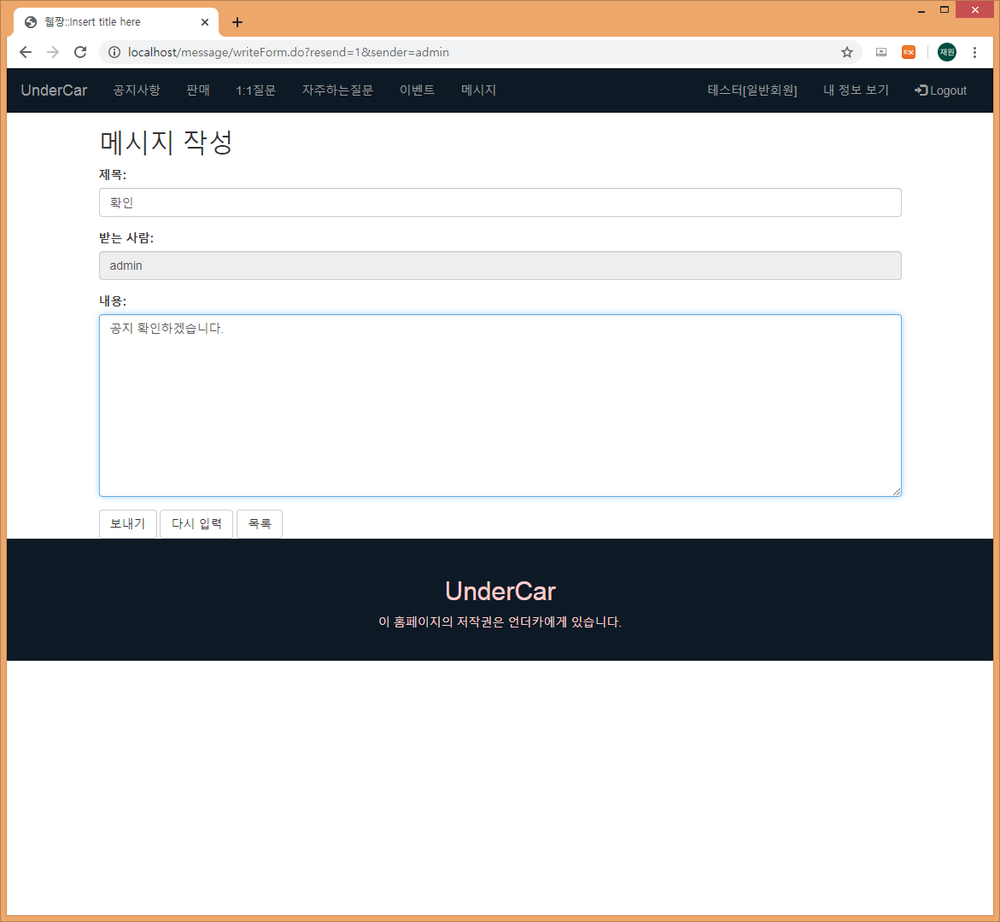 웹짱::Insert title here
localhost/message/writeForm.do?resend=1&sender=admin
재원
UnderCar 공지사항 판매 1:1질문 자주하는질문 이벤트 메시지 테스터[일반회원] 내 정보 보기 Logout
메시지 작성
제목:
확인
받는 사람:
admin
내용:
공지 확인하겠습니다.
보내기 다시 입력 목록
UnderCar
이 홈페이지의 저작권은 언더카에게 있습니다.